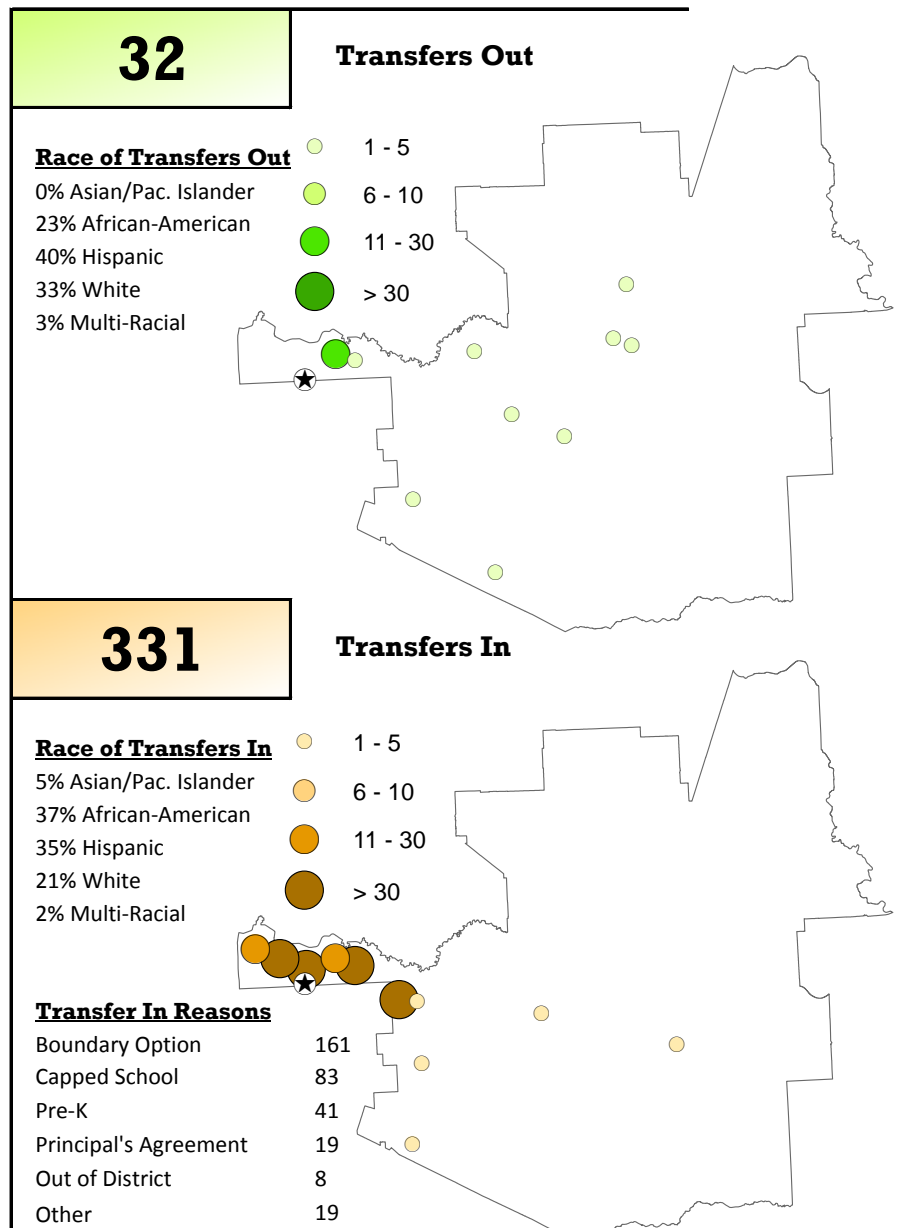 32
Transfers Out
Race of Transfers Out
0% Asian/Pac. Islander
23% African-American
40% Hispanic
33% White
3% Multi-Racial
1 - 5
6 - 10
11 - 30
> 30
331
Transfers In
Race of Transfers In
5% Asian/Pac. Islander
37% African-American
35% Hispanic
21% White
2% Multi-Racial
1 - 5
6 - 10
11 - 30
> 30
Transfer In Reasons
Boundary Option 161
Capped School 83
Pre-K 41
Principal's Agreement 19
Out of District 8
Other 19